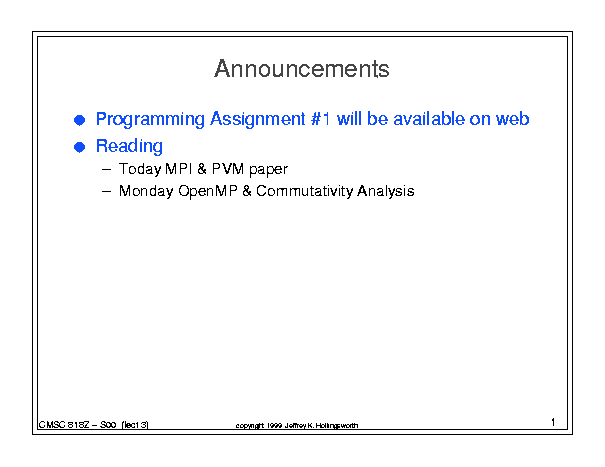 Announcements
● Programming Assignment #1 will be available on web
● Reading
– Today MPI & PVM paper
– Monday OpenMP & Commutativity Analysis
CMSC 818Z – S00 (lect 3)
copyright 1999 Jeffrey K. Hollingsworth
1